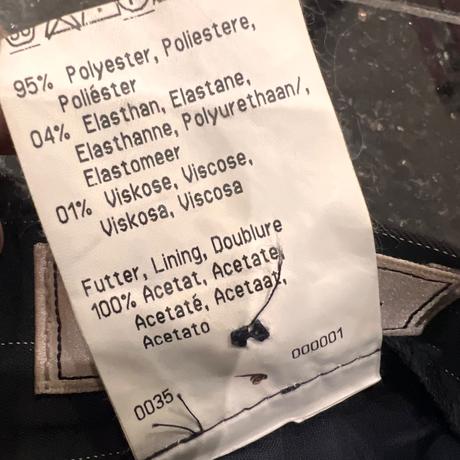 95% Polyester, Poliestere,
Poliéster
04% Elasthan, Elastane,
Elasthanne, Polyurethaan/,
Elastomeer
01% Viskose, Viscose,
Viskosa, Viscosa
Futter, Lining, Doublure
100% Acetat, Acetate,
Acetaté, Acetaat,
Acetato
000001
0035